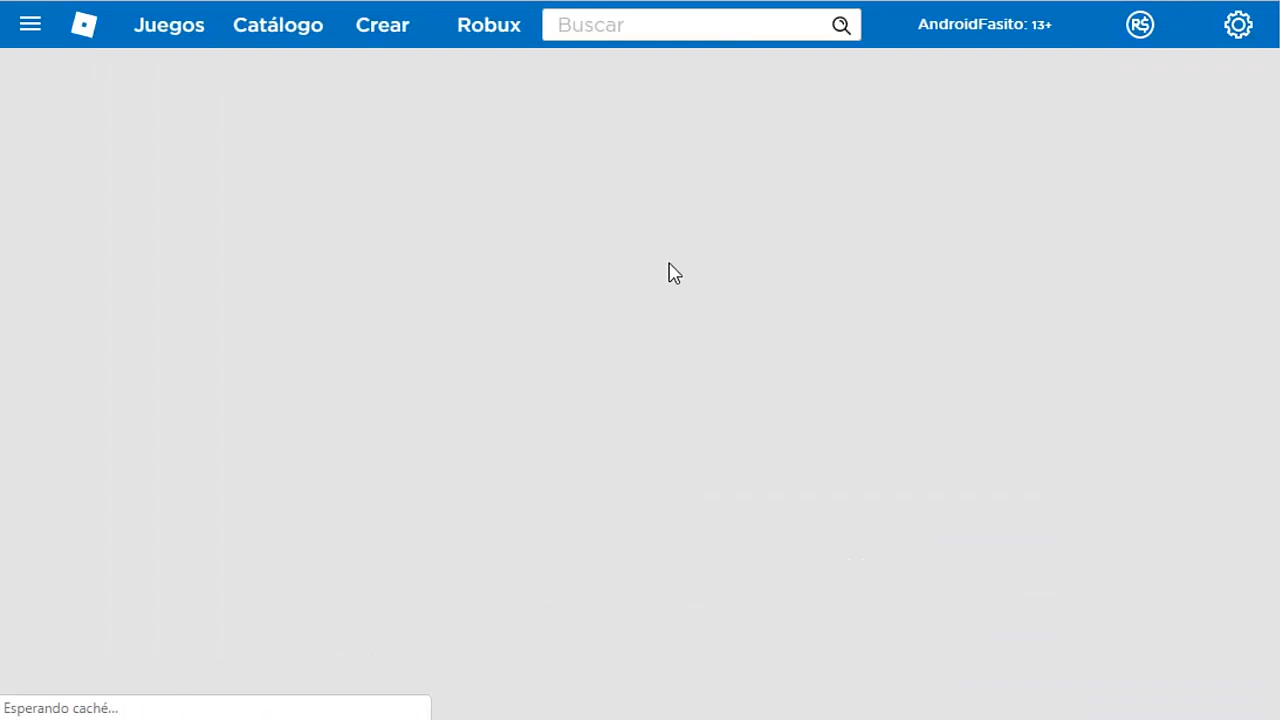 Juegos Catálogo Crear Robux Buscar AndroidFasito: 13+ R$
Esperando caché...